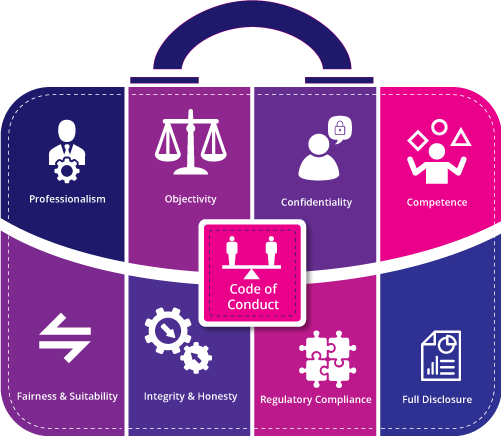 Professionalism
Objectivity
Confidentiality
Competence
Code of
Conduct
Fairness & Suitability
Integrity & Honesty
Regulatory Compliance
Full Disclosure